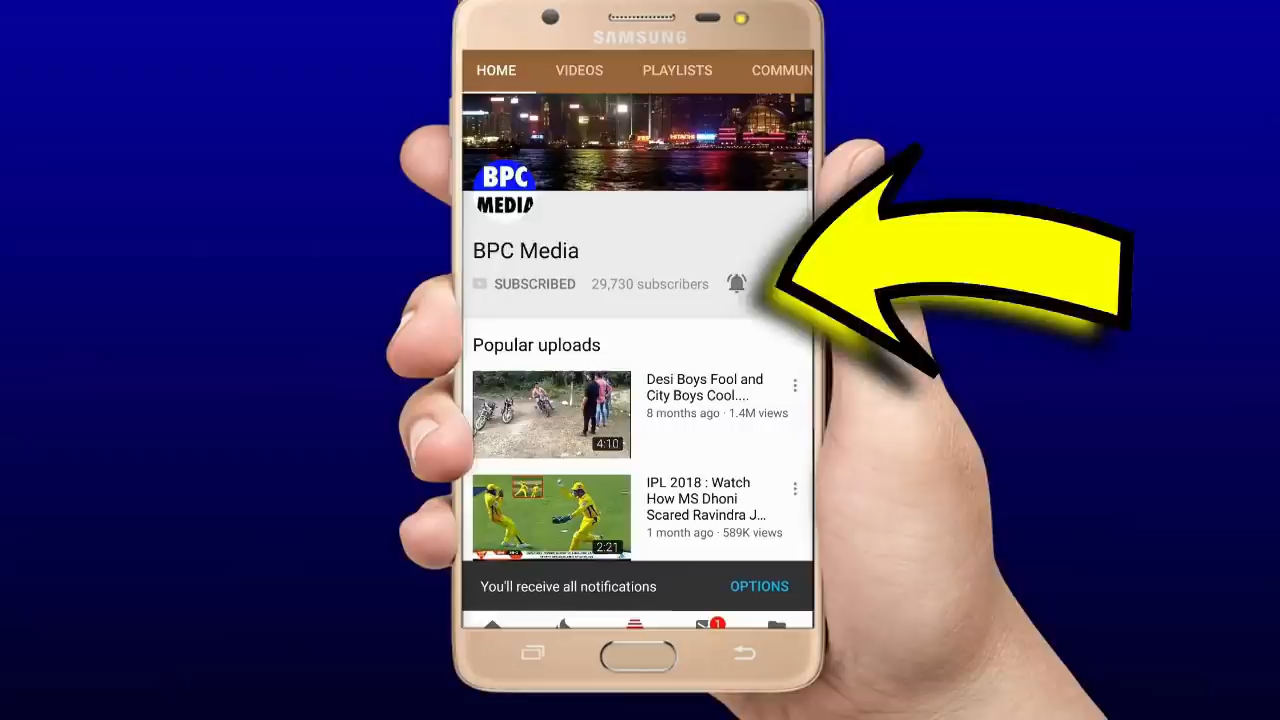 SAMSUNG
HOME VIDEOS PLAYLISTS COMMUN
HITACHI
BPC
MEDIA
BPC Media
SUBSCRIBED 29,730 subscribers
Popular uploads
Desi Boys Fool and
City Boys Cool....
8 months ago · 1.4M views
4:10
IPL 2018 : Watch
How MS Dhoni
Scared Ravindra J...
1 month ago · 589K views
2:21
You'll receive all notifications OPTIONS
1